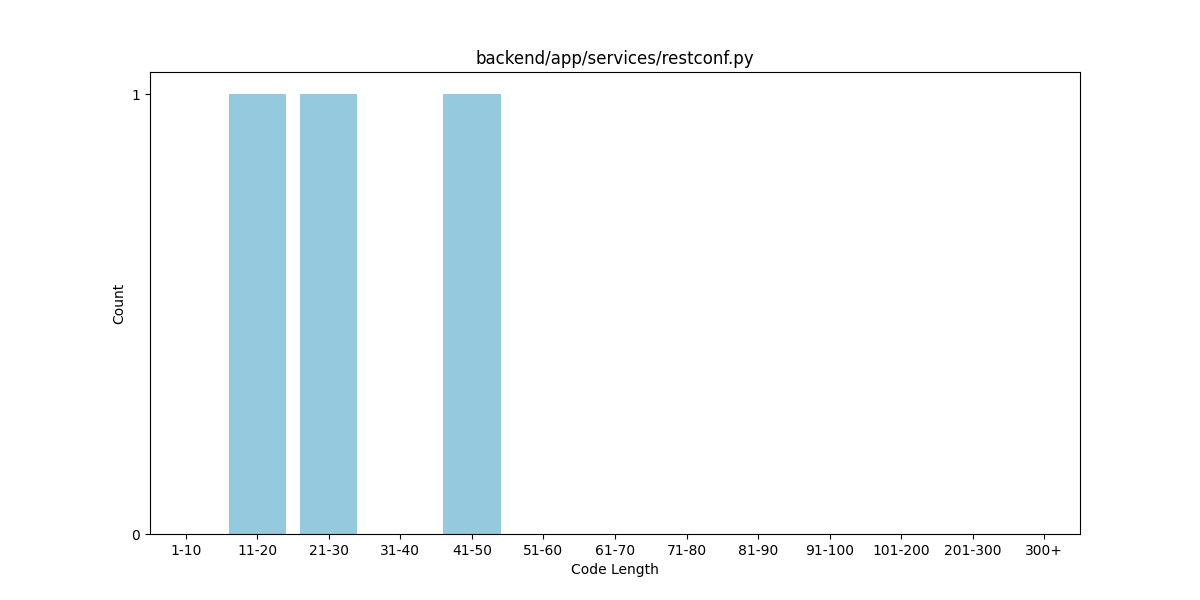 backend/app/services/restconf.py
1
Count
0
1-10 11-20 21-30 31-40 41-50 51-60 61-70 71-80 81-90 91-100 101-200 201-300 300+
Code Length